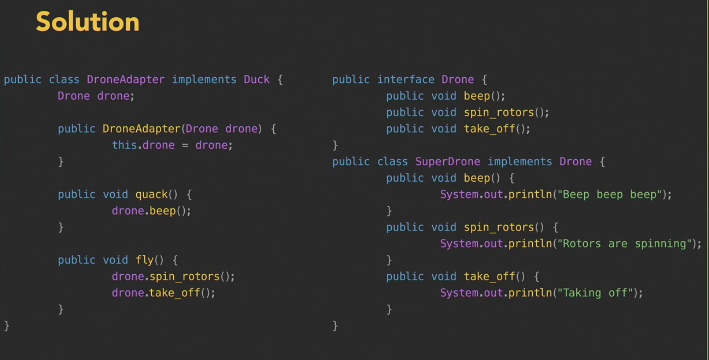 Solution
public class DroneAdapter implements Duck {
Drone drone;
public DroneAdapter(Drone drone) {
this.drone = drone;
}
public void quack() {
drone.beep();
}
public void fly() {
drone.spin_rotors();
drone.take_off();
}
}
public interface Drone {
public void beep();
public void spin_rotors();
public void take_off();
}
public class SuperDrone implements Drone {
public void beep() {
System.out.println("Beep beep beep");
}
public void spin_rotors() {
System.out.println("Rotors are spinning");
}
public void take_off() {
System.out.println("Taking off");
}
}